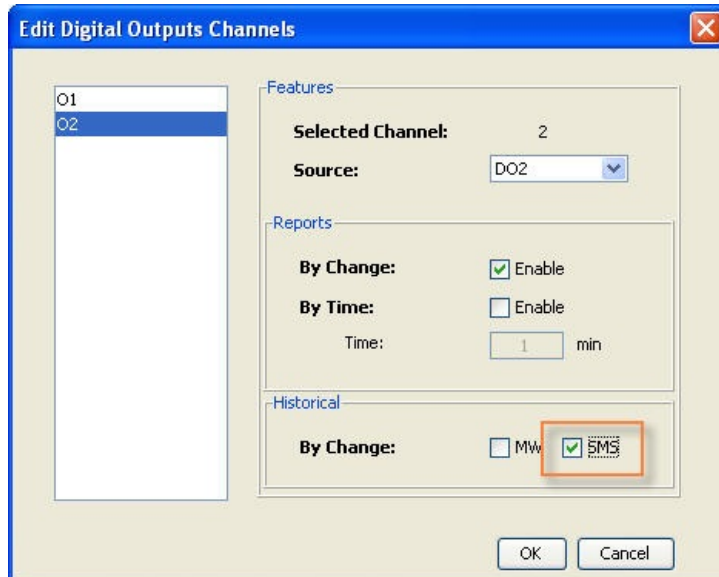 Edit Digital Outputs Channels
O1
O2
Features
Selected Channel: 2
Source: DO2
Reports
By Change: Enable
By Time: Enable
Time: 1 min
Historical
By Change: MW SMS
OK Cancel